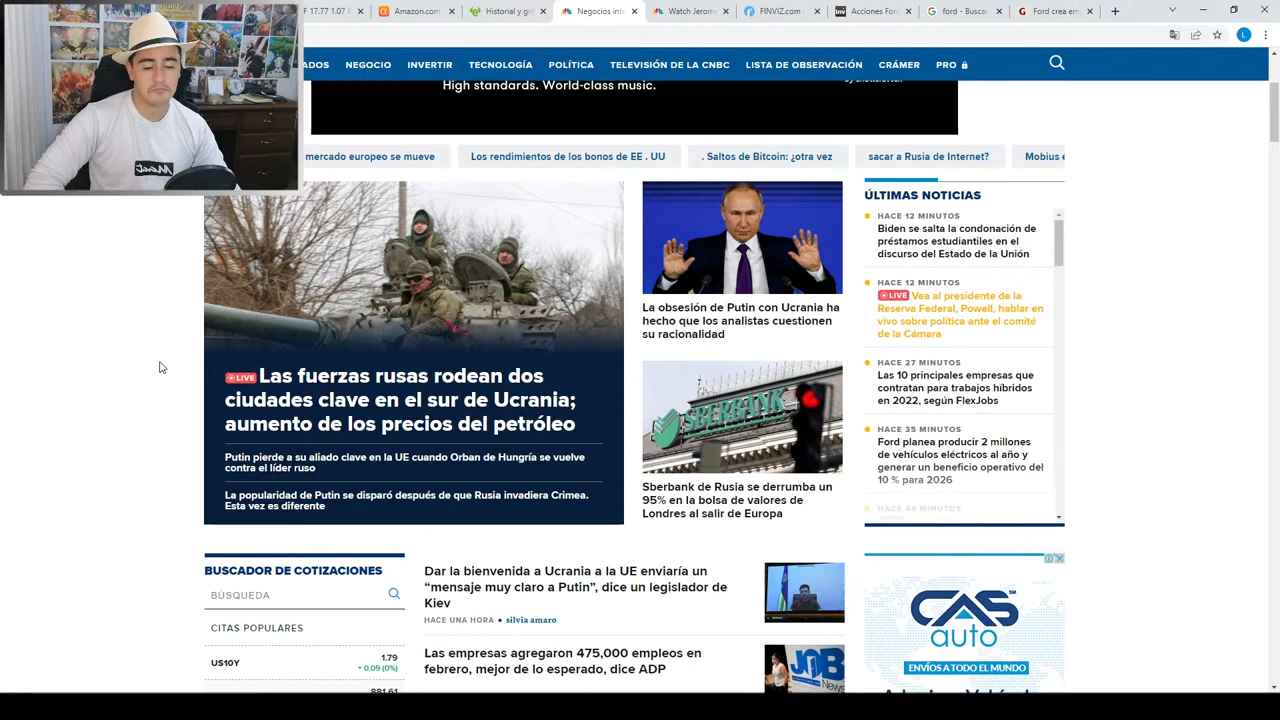 F 17.77 1.07 6
Amazon.com
Historial y gr
Negocios inte
Watch Jerom
FINVIZ.com -
Acciones Ford
ford - Buscar
Ford crea em
ADOS NEGOCIO INVERTIR TECNOLOGÍA POLÍTICA TELEVISIÓN DE LA CNBC LISTA DE OBSERVACIÓN CRÁMER PRO
High standards. World-class music.
mercado europeo se mueve
Los rendimientos de los bonos de EE . UU
. Saltos de Bitcoin: ¿otra vez
sacar a Rusia de Internet?
Mobius e
LIVE Las fuerzas rusas rodean dos
ciudades clave en el sur de Ucrania;
aumento de los precios del petróleo
Putin pierde a su aliado clave en la UE cuando Orban de Hungría se vuelve
contra el líder ruso
La popularidad de Putin se disparó después de que Rusia invadiera Crimea.
Esta vez es diferente
La obsesión de Putin con Ucrania ha
hecho que los analistas cuestionen
su racionalidad
SBERBANK
Sberbank de Rusia se derrumba un
95% en la bolsa de valores de
Londres al salir de Europa
ÚLTIMAS NOTICIAS
HACE 12 MINUTOS
Biden se salta la condonación de
préstamos estudiantiles en el
discurso del Estado de la Unión
HACE 12 MINUTOS
LIVE Vea al presidente de la
Reserva Federal, Powell, hablar en
vivo sobre política ante el comité
de la Cámara
HACE 27 MINUTOS
Las 10 principales empresas que
contratan para trabajos híbridos
en 2022, según FlexJobs
HACE 35 MINUTOS
Ford planea producir 2 millones
de vehículos eléctricos al año y
generar un beneficio operativo del
10 % para 2026
HACE 44 MINUTOS
BUSCADOR DE COTIZACIONES
BÚSQUEDA
CITAS POPULARES
US10Y 1.79
0,09 (0%)
881.61
Dar la bienvenida a Ucrania a la UE enviaría un
“mensaje muy claro a Putin”, dice un legislador de
Kiev
HACE UNA HORA • silvia amaro
Las empresas agregaron 475,000 empleos en
febrero, mejor de lo esperado, dice ADP
JOB
News
CAS
auto
ENVÍOS A TODO EL MUNDO